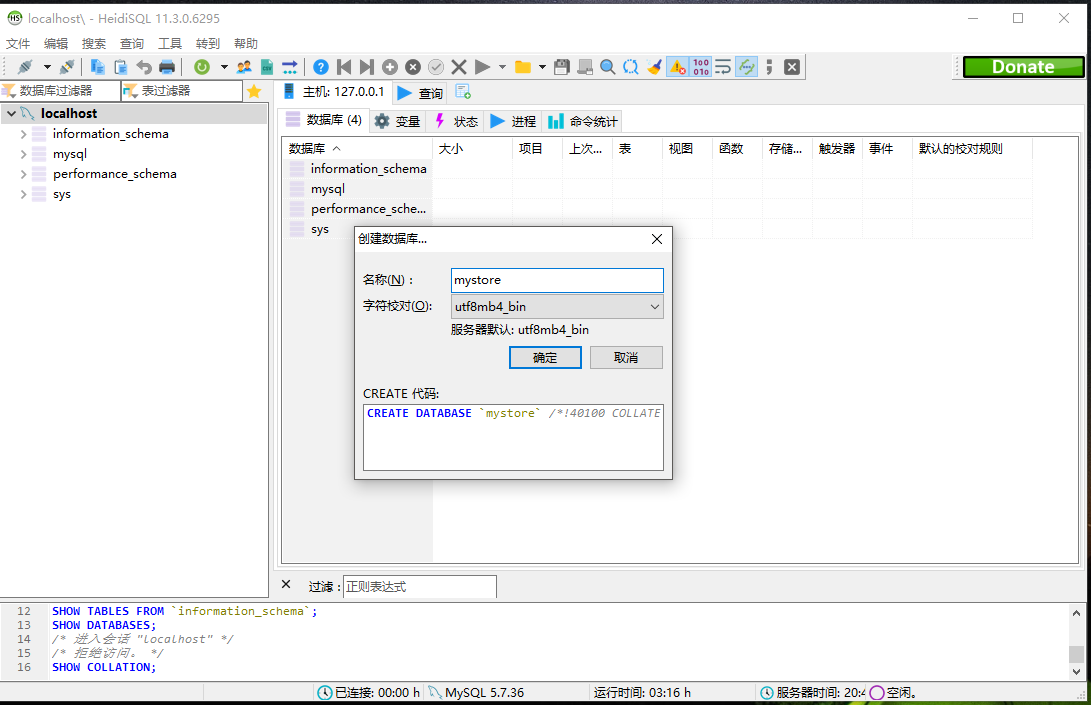 localhost\ - HeidiSQL 11.3.0.6295
文件 编辑 搜索 查询 工具 转到 帮助
Donate
数据库过滤器 表过滤器 主机: 127.0.0.1 查询
localhost
information_schema
mysql
performance_schema
sys
数据库 (4) 变量 状态 进程 命令统计
数据库 大小 项目 上次... 表 视图 函数 存储... 触发器 事件 默认的校对规则
information_schema
mysql
performance_sche...
sys
创建数据库...
名称(N) : mystore
字符校对(O): utf8mb4_bin
服务器默认: utf8mb4_bin
确定 取消
CREATE 代码:
CREATE DATABASE `mystore` /*!40100 COLLATE
过滤 : 正则表达式
12 SHOW TABLES FROM `information_schema`;
13 SHOW DATABASES;
14 /* 进入会话 "localhost" */
15 /* 拒绝访问。 */
16 SHOW COLLATION;
已连接: 00:00 h MySQL 5.7.36 运行时间: 03:16 h 服务器时间: 20:4 空闲。